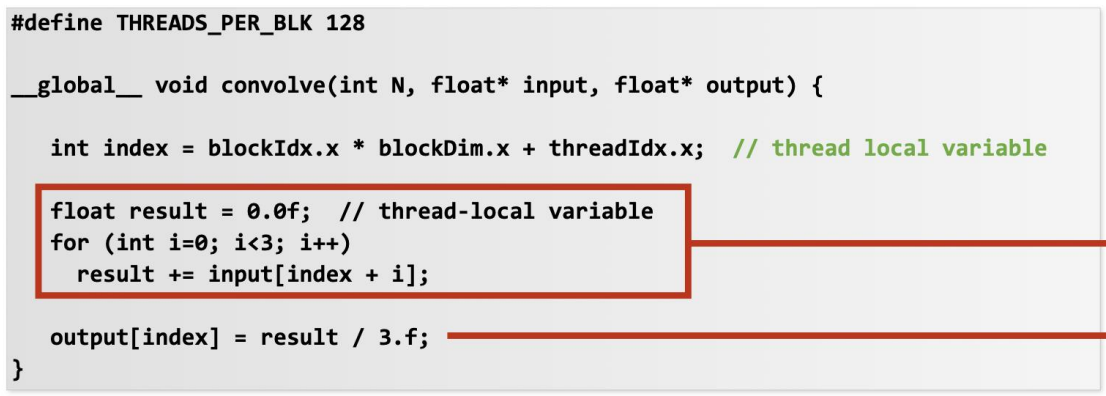 #define THREADS_PER_BLK 128
__global__ void convolve(int N, float* input, float* output) {
int index = blockIdx.x * blockDim.x + threadIdx.x;  // thread local variable
float result = 0.0f;  // thread-local variable
for (int i=0; i<3; i++)
result += input[index + i];
output[index] = result / 3.f;
}